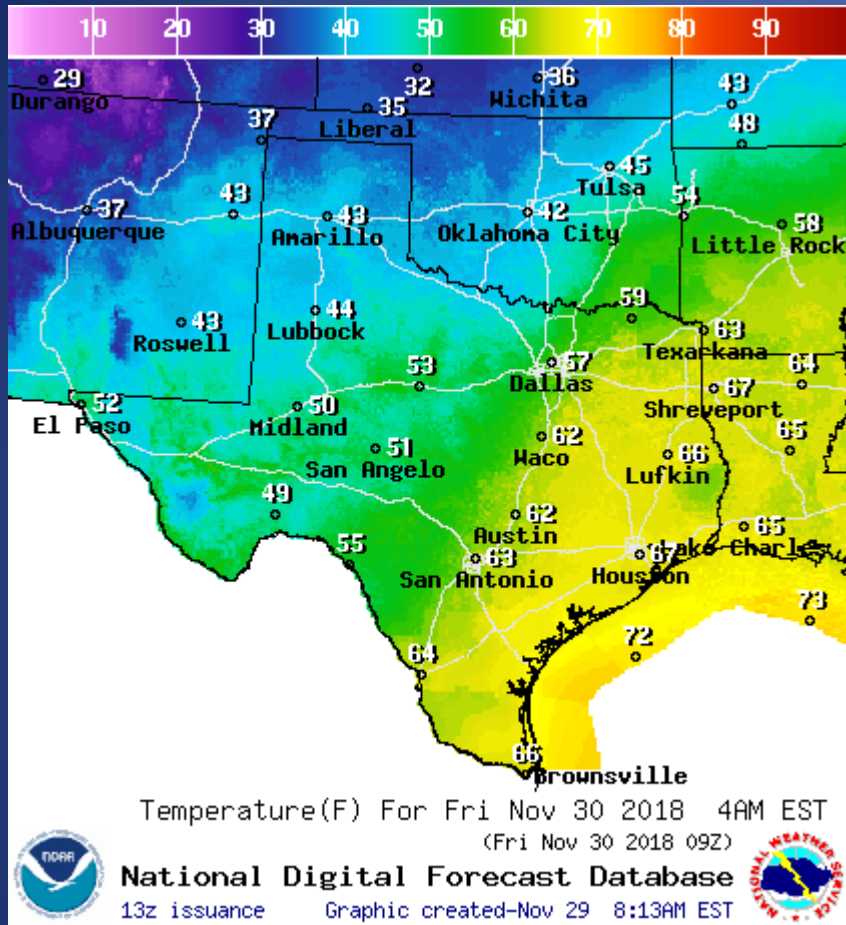 10 20 30 40 50 60 70 80 90
29
Durango
32
36
Wichita
43
35
Liberal
37
48
45
Tulsa
37
Albuquerque
43
43
Amarillo
42
Oklahoma City
54
58
Little Rock
43
Roswell
44
Lubbock
59
63
Texarkana
57
Dallas
53
67
Shreveport
64
52
El Paso
50
Midland
51
San Angelo
62
Waco
66
Lufkin
65
49
62
Austin
65
Lake Charles
55
63
San Antonio
67
Houston
73
72
64
66
Brownsville
Temperature(F) For Fri Nov 30 2018 4AM EST
(Fri Nov 30 2018 09Z)
National Digital Forecast Database
13z issuance Graphic created-Nov 29 8:13AM EST
NOAA
NATIONAL WEATHER SERVICE